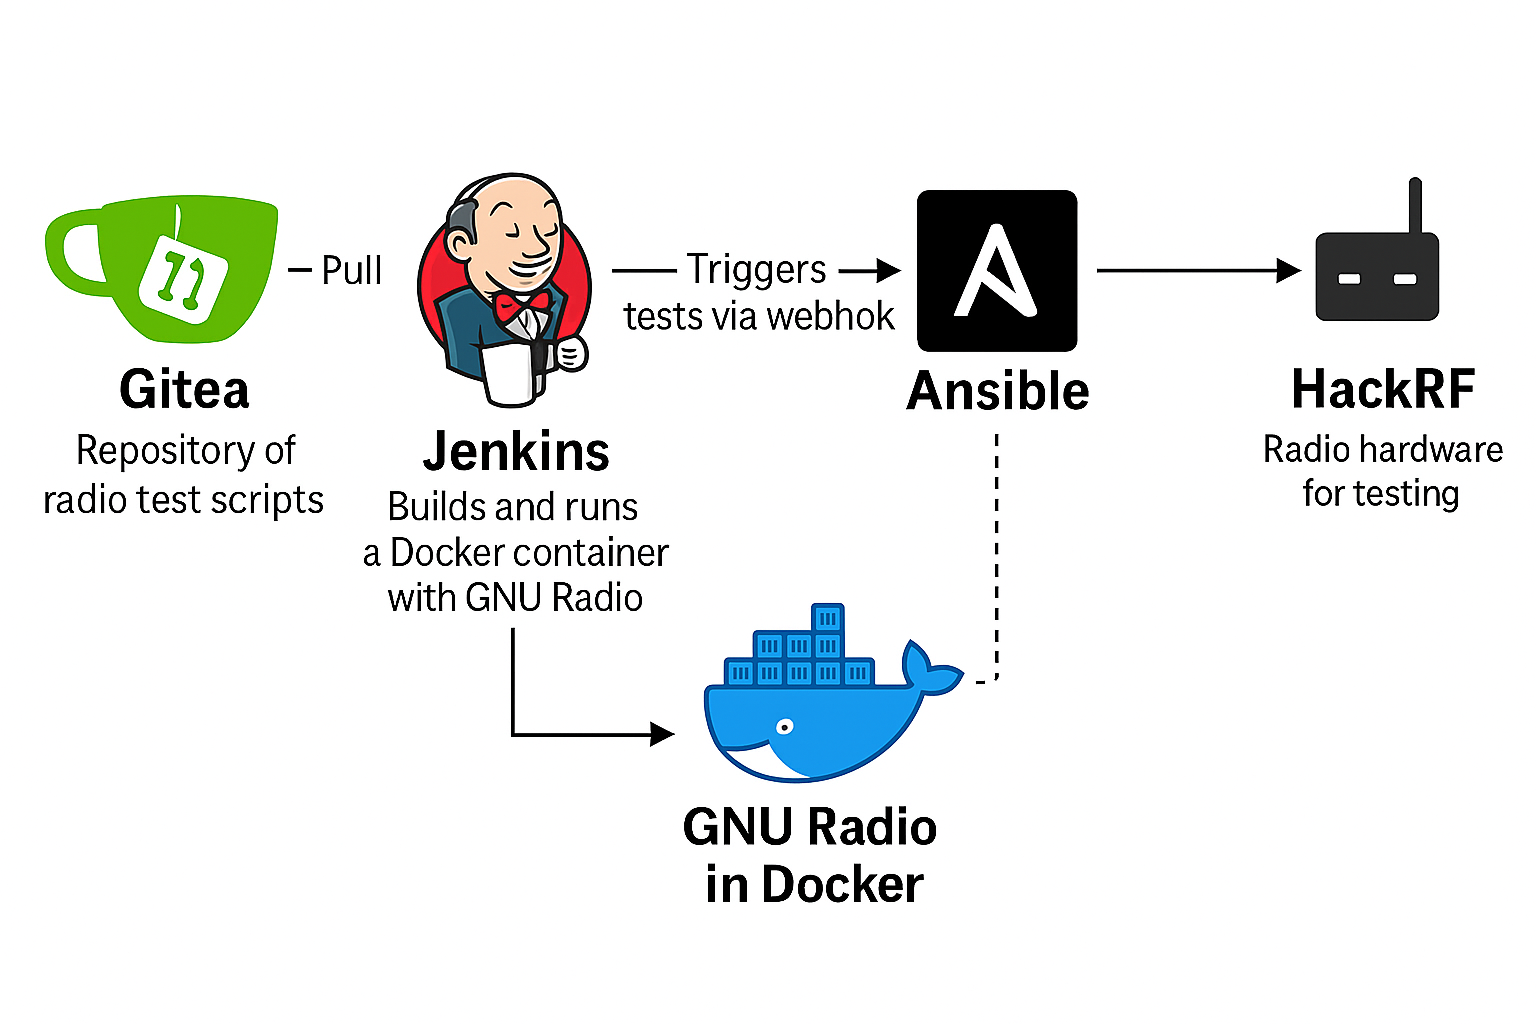 Pull
Triggers
tests via webhok
Gitea
Repository of
radio test scripts
Jenkins
Builds and runs
a Docker container
with GNU Radio
Ansible
HackRF
Radio hardware
for testing
GNU Radio
in Docker